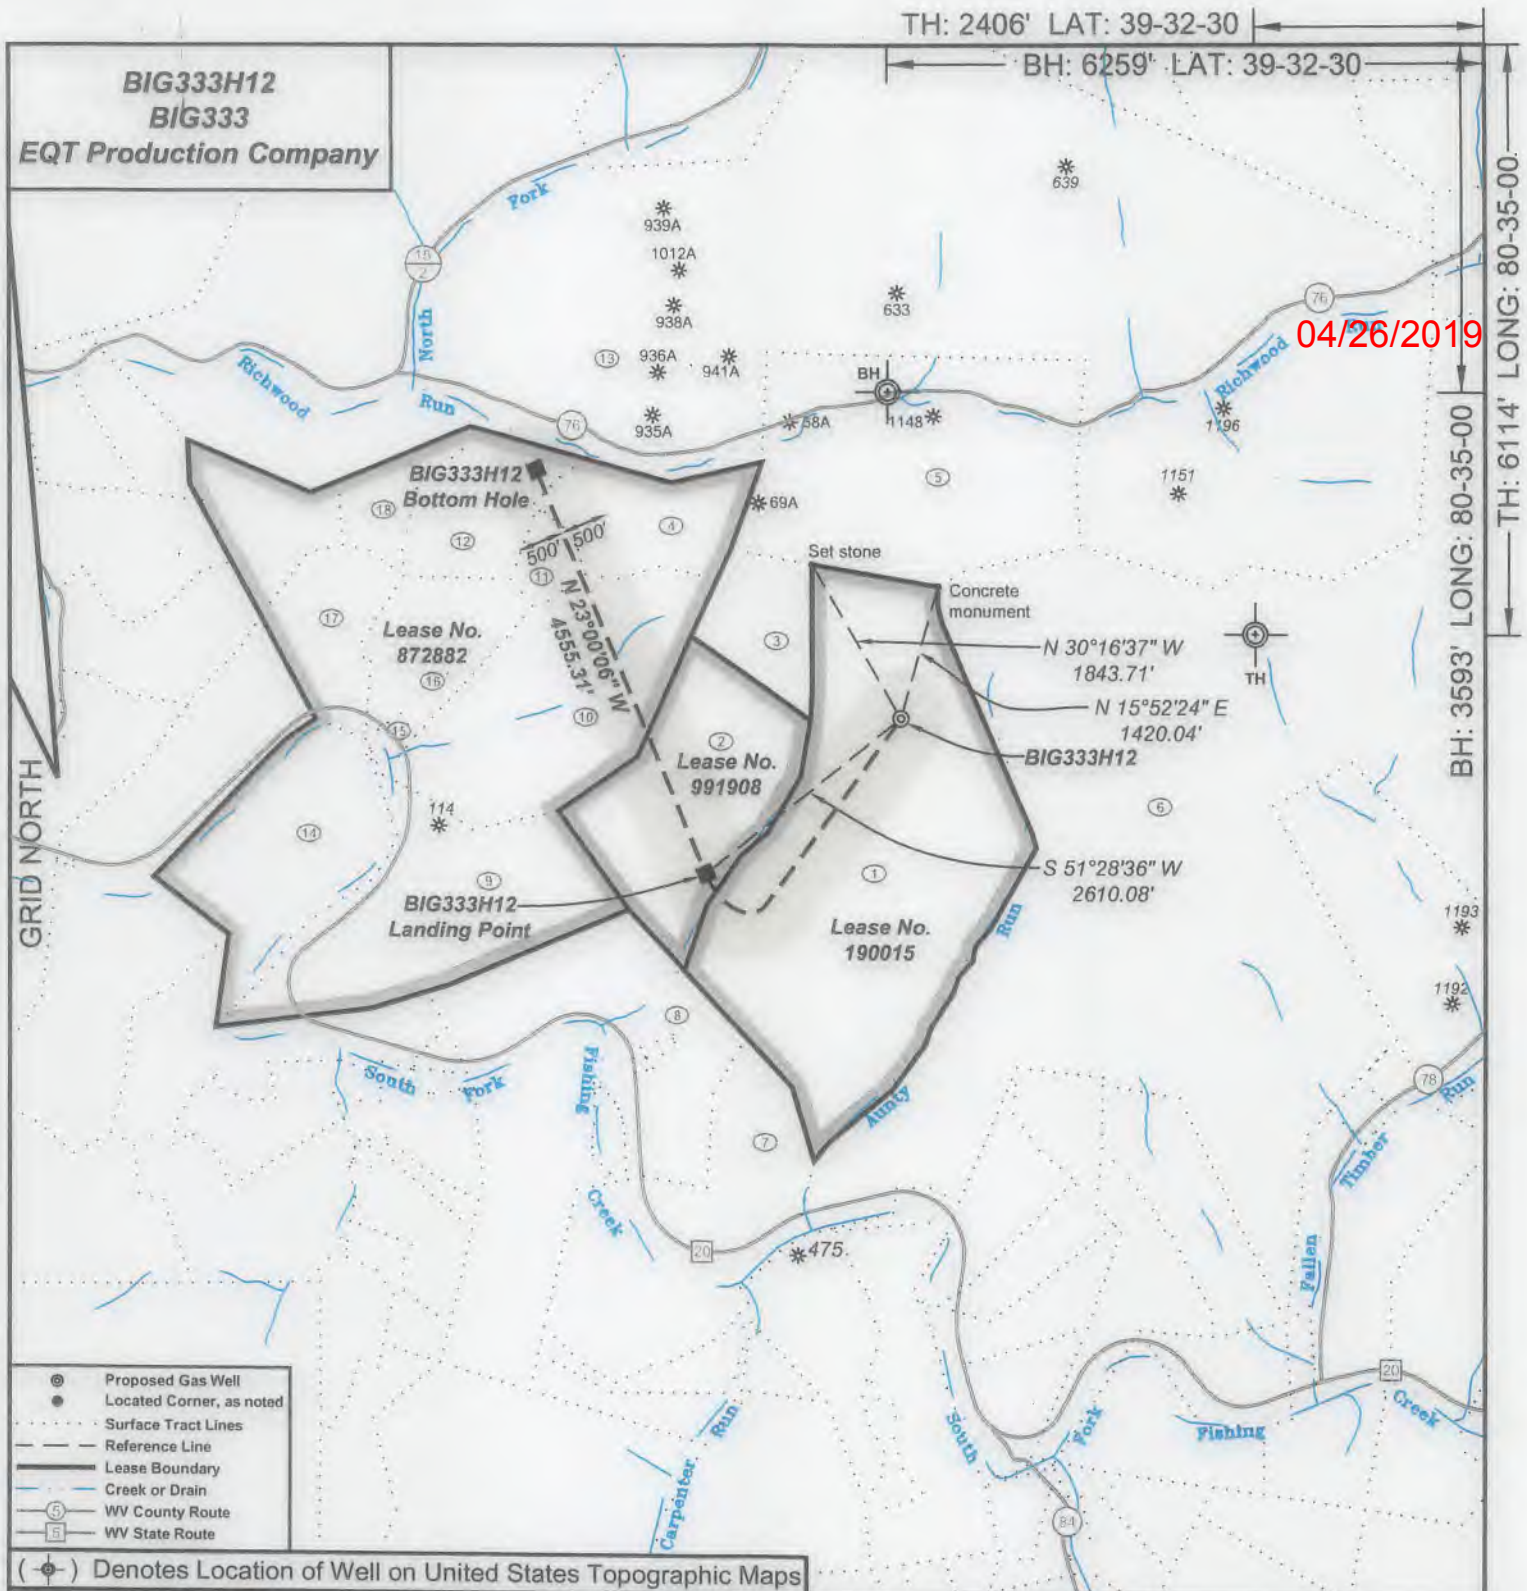 TH: 2406' LAT: 39-32-30
BH: 6259' LAT: 39-32-30
BIG333H12
BIG333
EQT Production Company
TH: 6114' LONG: 80-35-00
BH: 3593' LONG: 80-35-00
04/26/2019
Fork
15
2
North
639
939A
1012A
938A
633
13
936A
941A
76
Richwood
Run
BH
Richwood
Run
76
935A
58A
1148
1196
BIG333H12
Bottom Hole
69A
5
1151
18
12
4
500'
500'
11
Set stone
Concrete
monument
17
Lease No.
872882
16
N 23°00'06" W
4555.31'
3
N 30°16'37" W
1843.71'
TH
N 15°52'24" E
1420.04'
15
10
2
Lease No.
991908
BIG333H12
GRID NORTH
114
6
14
9
1
S 51°28'36" W
2610.08'
BIG333H12
Landing Point
Lease No.
190015
Run
1193
1192
8
South
Fork
Fishing
Aunty
78
Run
7
Timber
Creek
20
475
Fallen
20
Creek
Fishing
South
Fork
Run
Carpenter
84
Proposed Gas Well
Located Corner, as noted
Surface Tract Lines
Reference Line
Lease Boundary
Creek or Drain
5 WV County Route
5 WV State Route
( ) Denotes Location of Well on United States Topographic Maps